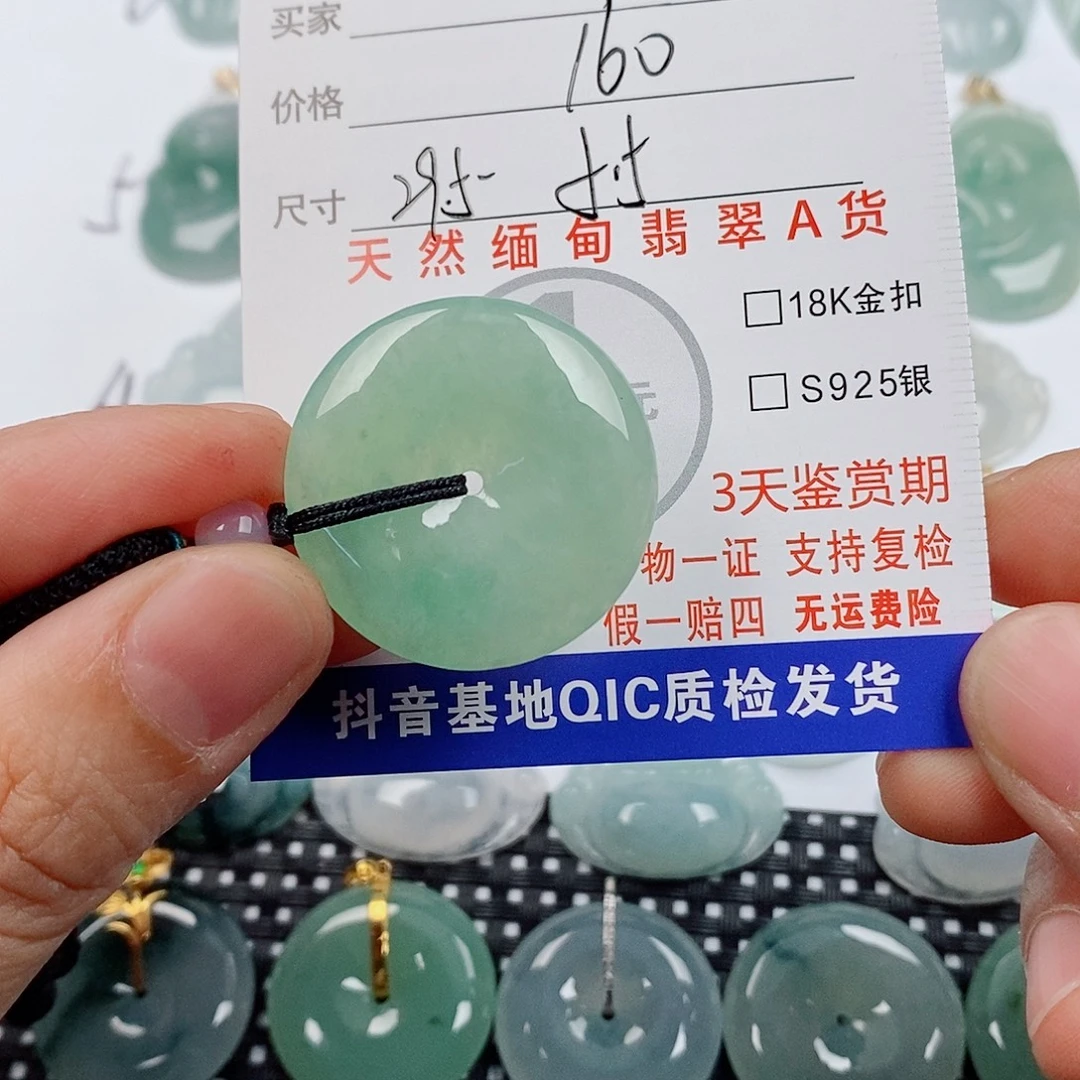 买家
价格 160
尺寸
天然缅甸翡翠A货
18K金扣
S925银
3天鉴赏期
物一证 支持复检
假一赔四 无运费险
抖音基地QIC质检发货
5